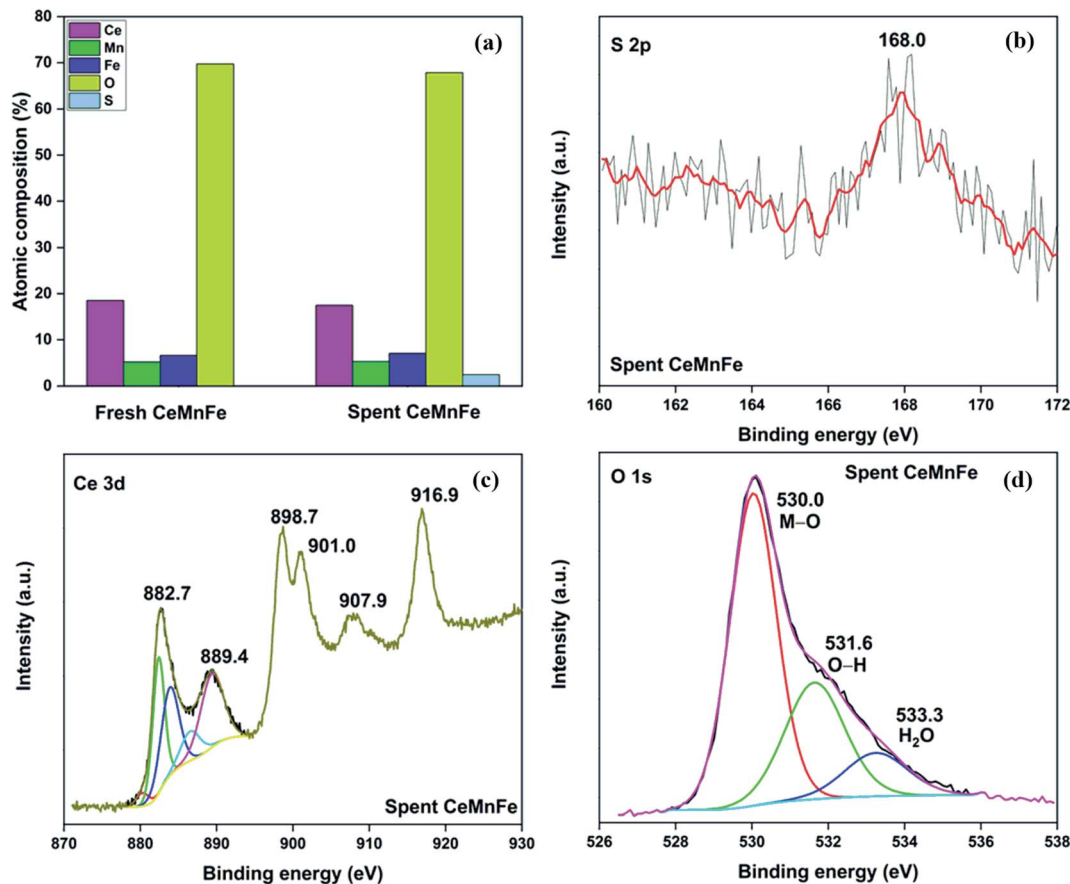 (a)
Ce
Mn
Fe
O
S
Atomic composition (%)
80
70
60
50
40
30
20
10
0
Fresh CeMnFe
Spent CeMnFe
S 2p
168.0
(b)
Intensity (a.u.)
Spent CeMnFe
160
162
164
166
168
170
172
Binding energy (eV)
Ce 3d
(c)
916.9
898.7
901.0
907.9
882.7
889.4
Intensity (a.u.)
Spent CeMnFe
870
880
890
900
910
920
930
Binding energy (eV)
O 1s
Spent CeMnFe
(d)
530.0
M–O
531.6
O–H
533.3
H₂O
Intensity (a.u.)
526
528
530
532
534
536
538
Binding energy (eV)